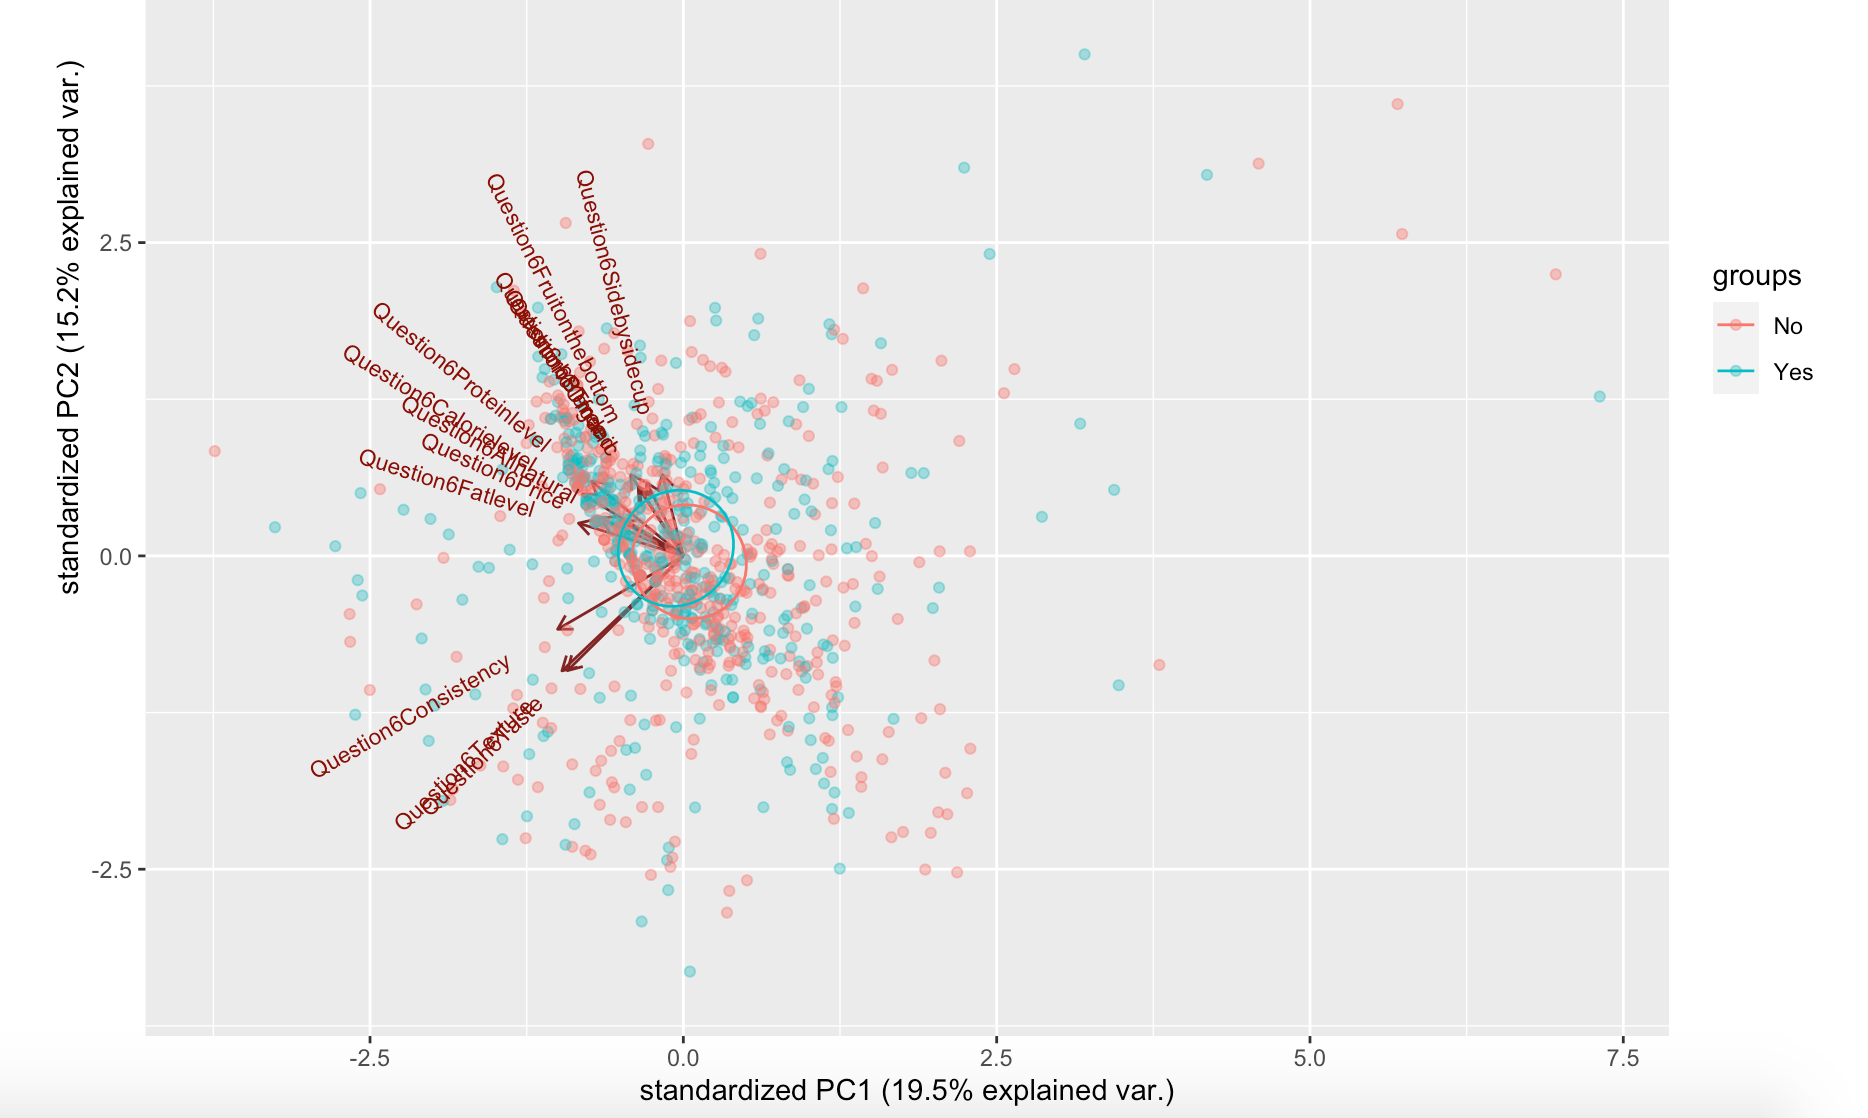 standardized PC2 (15.2% explained var.)
2.5
0.0
-2.5
-2.5
0.0
2.5
5.0
7.5
standardized PC1 (19.5% explained var.)
groups
No
Yes
Question6Fruitonthebottom
Question6Sidebysidecup
Question6Proteinlevel
Question6Calorielevel
Question6Allnatural
Question6Price
Question6Fatlevel
Question6Consistency
Question6Texture
Question6Taste